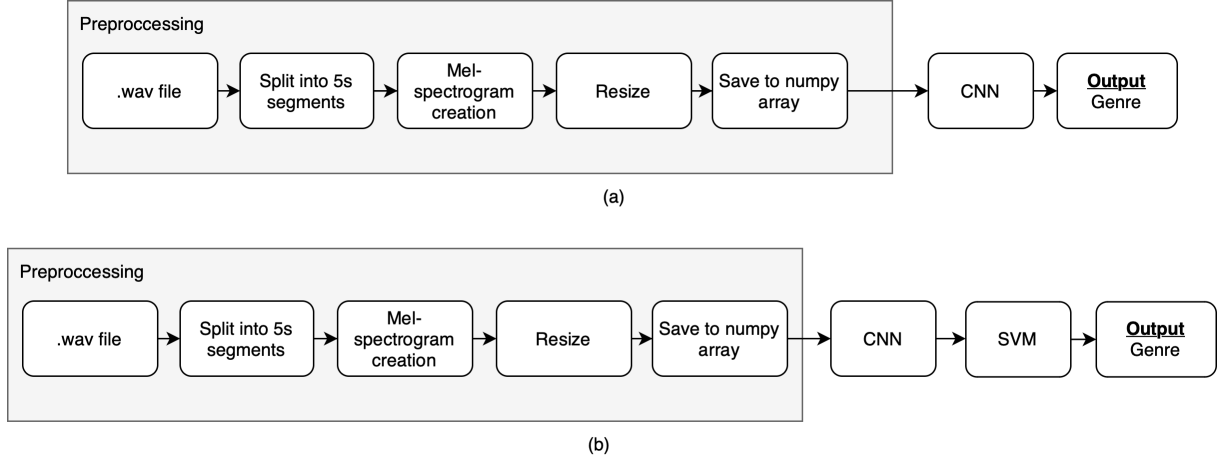 Preproccessing
.wav file
Split into 5s
segments
Mel-
spectrogram
creation
Resize
Save to numpy
array
CNN
Output
Genre
(a)
Preproccessing
.wav file
Split into 5s
segments
Mel-
spectrogram
creation
Resize
Save to numpy
array
CNN
SVM
Output
Genre
(b)